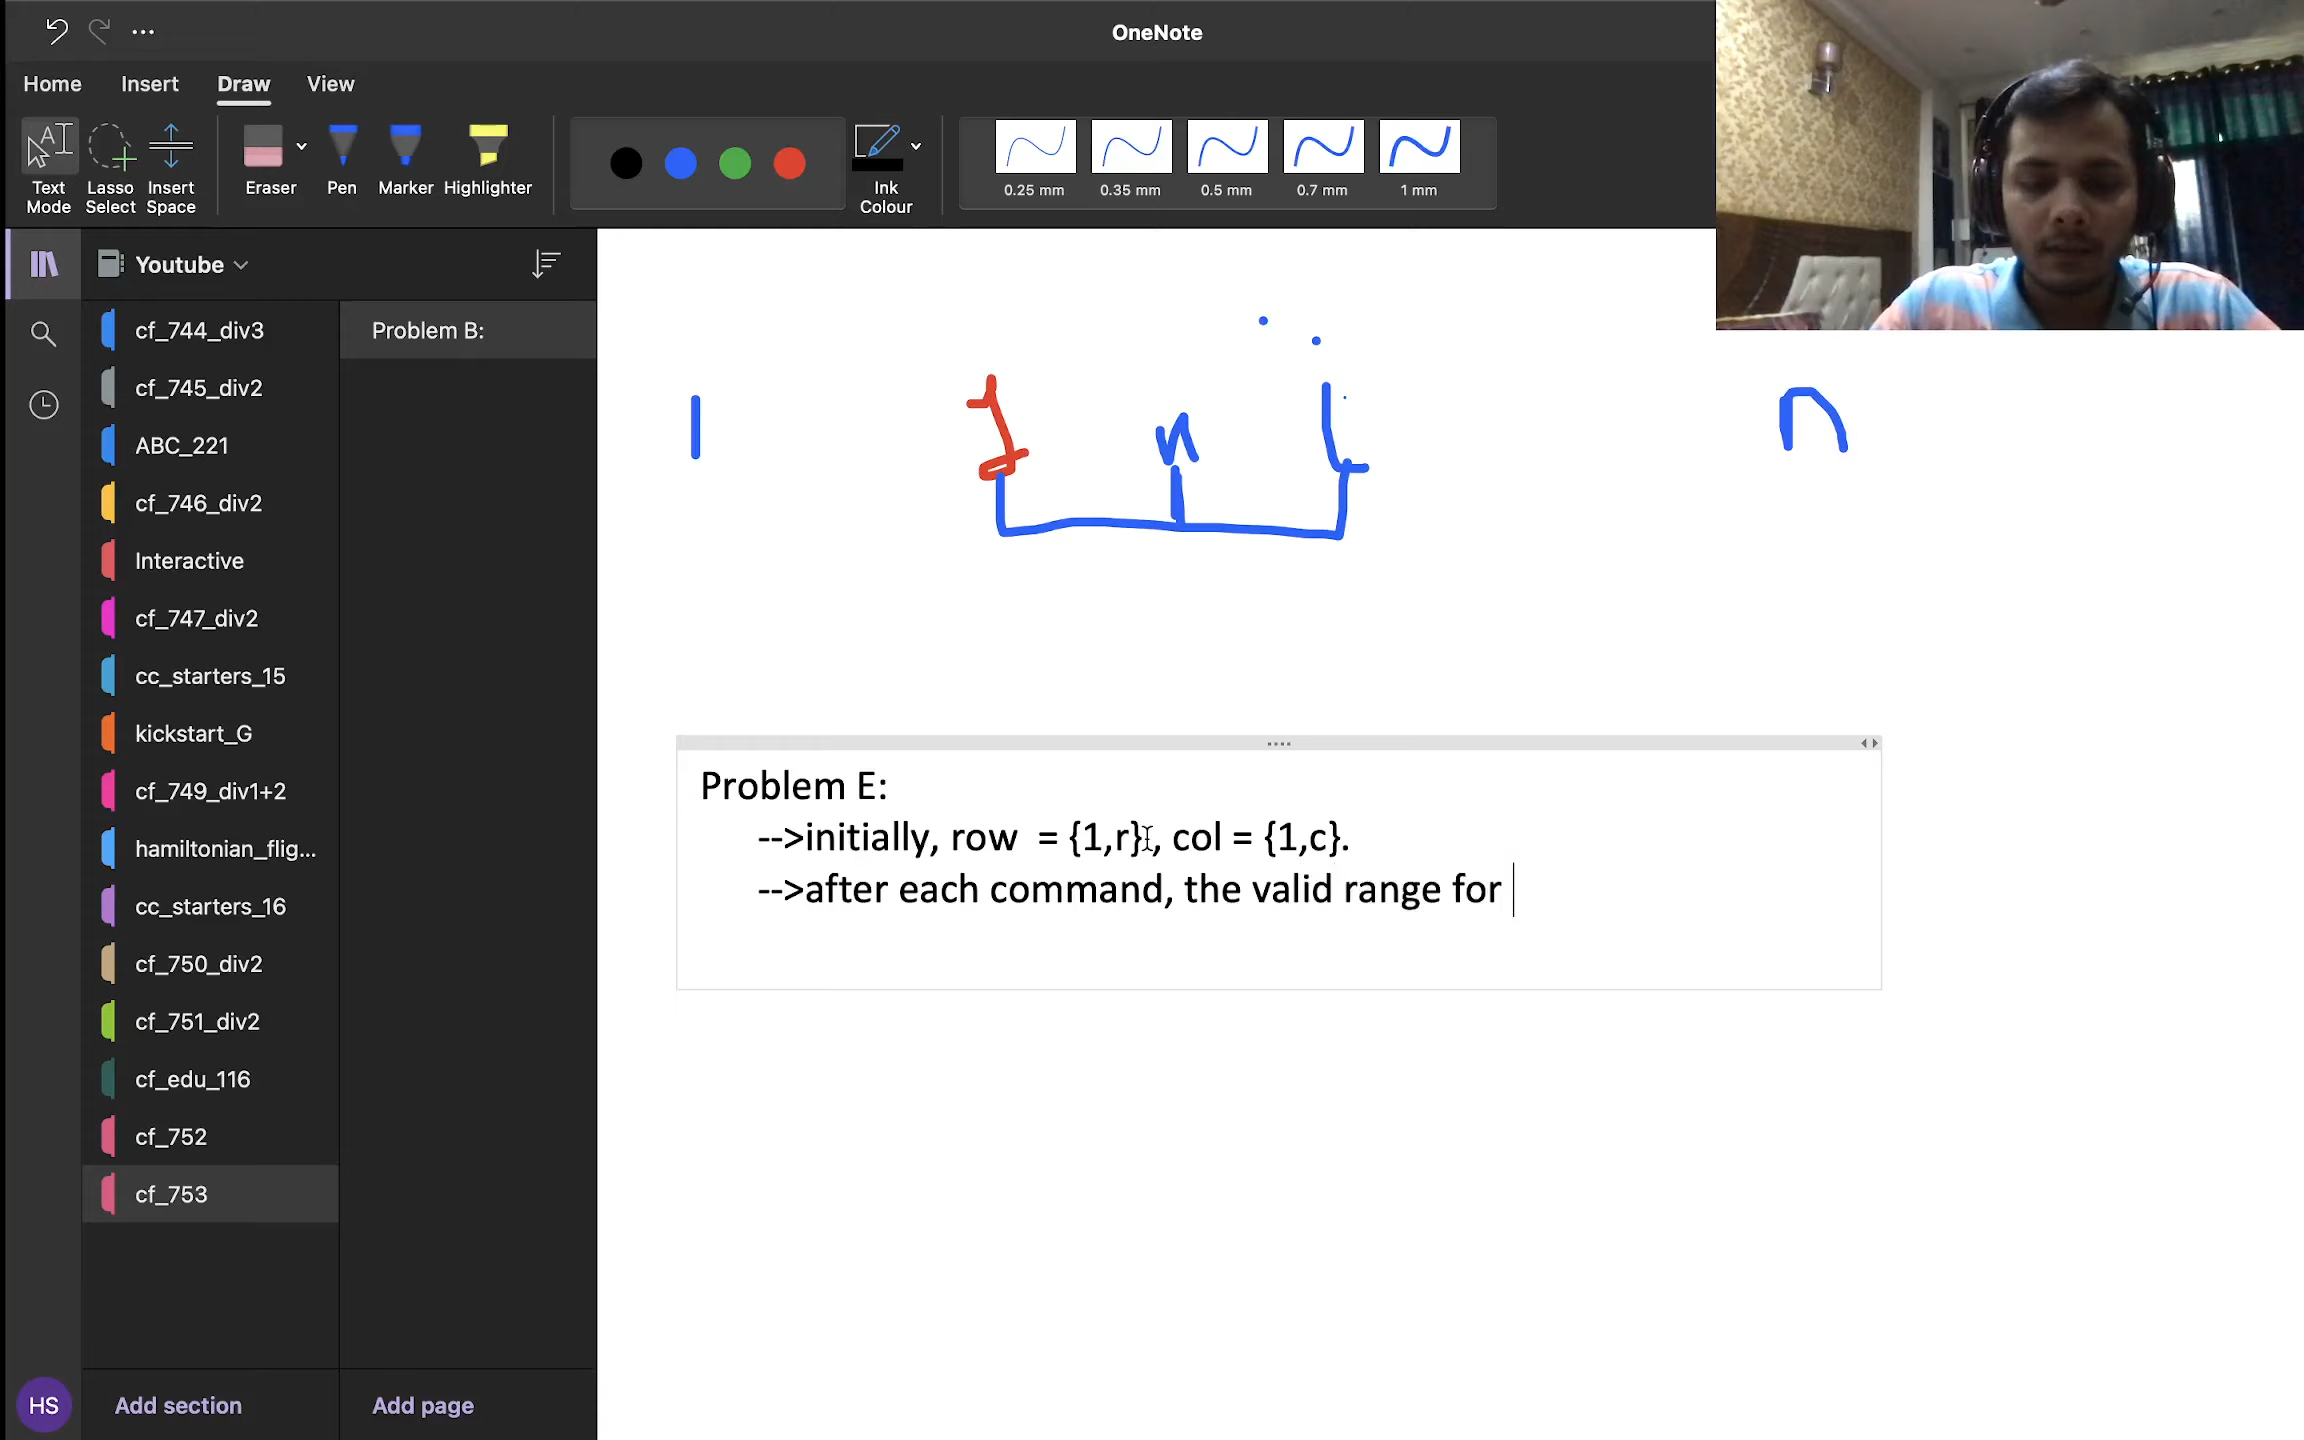 OneNote
Home Insert Draw View
Text Mode
Lasso Select
Insert Space
Eraser
Pen
Marker
Highlighter
Ink Colour
0.25 mm
0.35 mm
0.5 mm
0.7 mm
1 mm
Youtube
cf_744_div3
cf_745_div2
ABC_221
cf_746_div2
Interactive
cf_747_div2
cc_starters_15
kickstart_G
cf_749_div1+2
hamiltonian_flig...
cc_starters_16
cf_750_div2
cf_751_div2
cf_edu_116
cf_752
cf_753
Problem B:
HS
Add section
Add page
1
n
Problem E:
-->initially, row  = {1,r}, col = {1,c}.
-->after each command, the valid range for